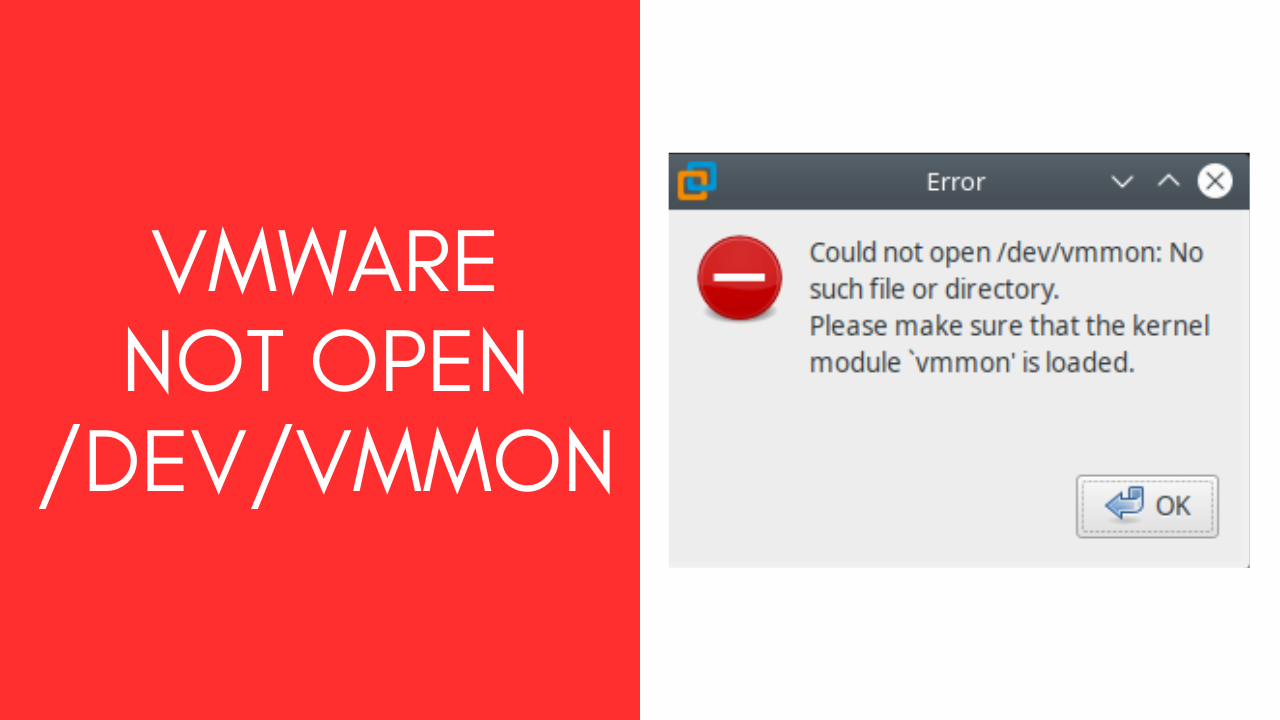 VMWARE
NOT OPEN
/DEV/VMMON
Error
Could not open /dev/vmmon: No
such file or directory.
Please make sure that the kernel
module `vmmon' is loaded.
OK